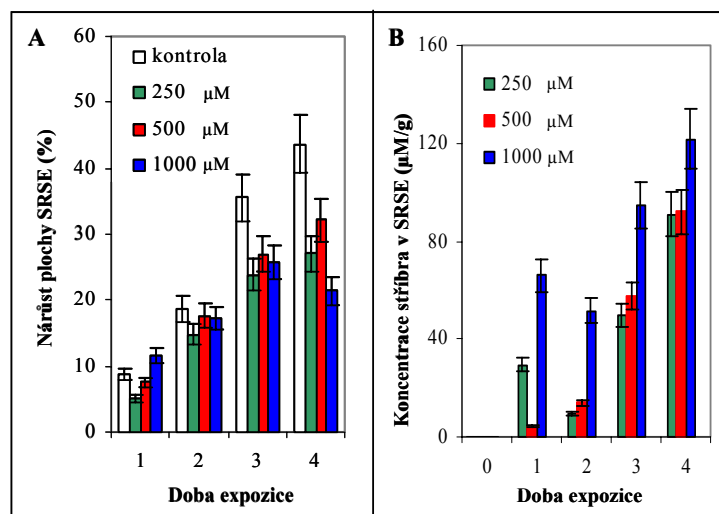 A
kontrola
250 µM
500 µM
1000 µM
Nárůst plochy SRSE (%)
60
50
40
30
20
10
0
1 2 3 4
Doba expozice
B
250 µM
500 µM
1000 µM
Koncentrace stříbra v SRSE (µM/g)
160
120
80
40
0
0 1 2 3 4
Doba expozice